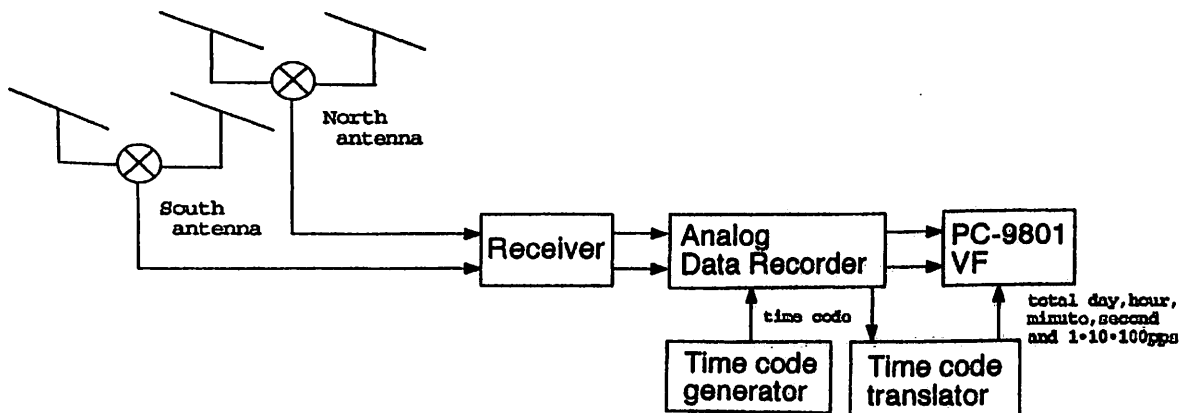 North
antenna
South
antenna
Receiver
Analog
Data Recorder
PC-9801
VF
time code
total day, hour,
minuto, second
and 1•10•100pps
Time code
generator
Time code
translator